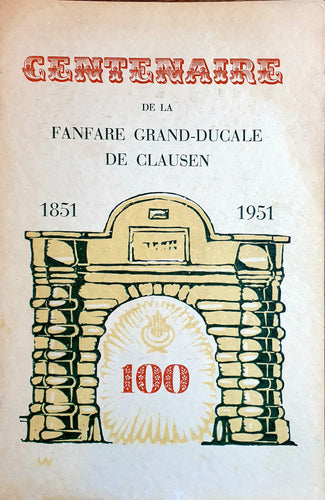 CENTENAIRE
DE LA
FANFARE GRAND-DUCALE
DE CLAUSEN
1851 1951
100